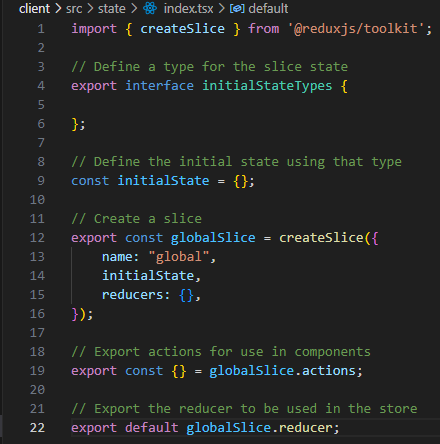 client > src > state > index.tsx > default
1 import { createSlice } from '@reduxjs/toolkit';
2
3 // Define a type for the slice state
4 export interface initialStateTypes {
5
6 };
7
8 // Define the initial state using that type
9 const initialState = {};
10
11 // Create a slice
12 export const globalSlice = createSlice({
13     name: "global",
14     initialState,
15     reducers: {},
16 });
17
18 // Export actions for use in components
19 export const {} = globalSlice.actions;
20
21 // Export the reducer to be used in the store
22 export default globalSlice.reducer;